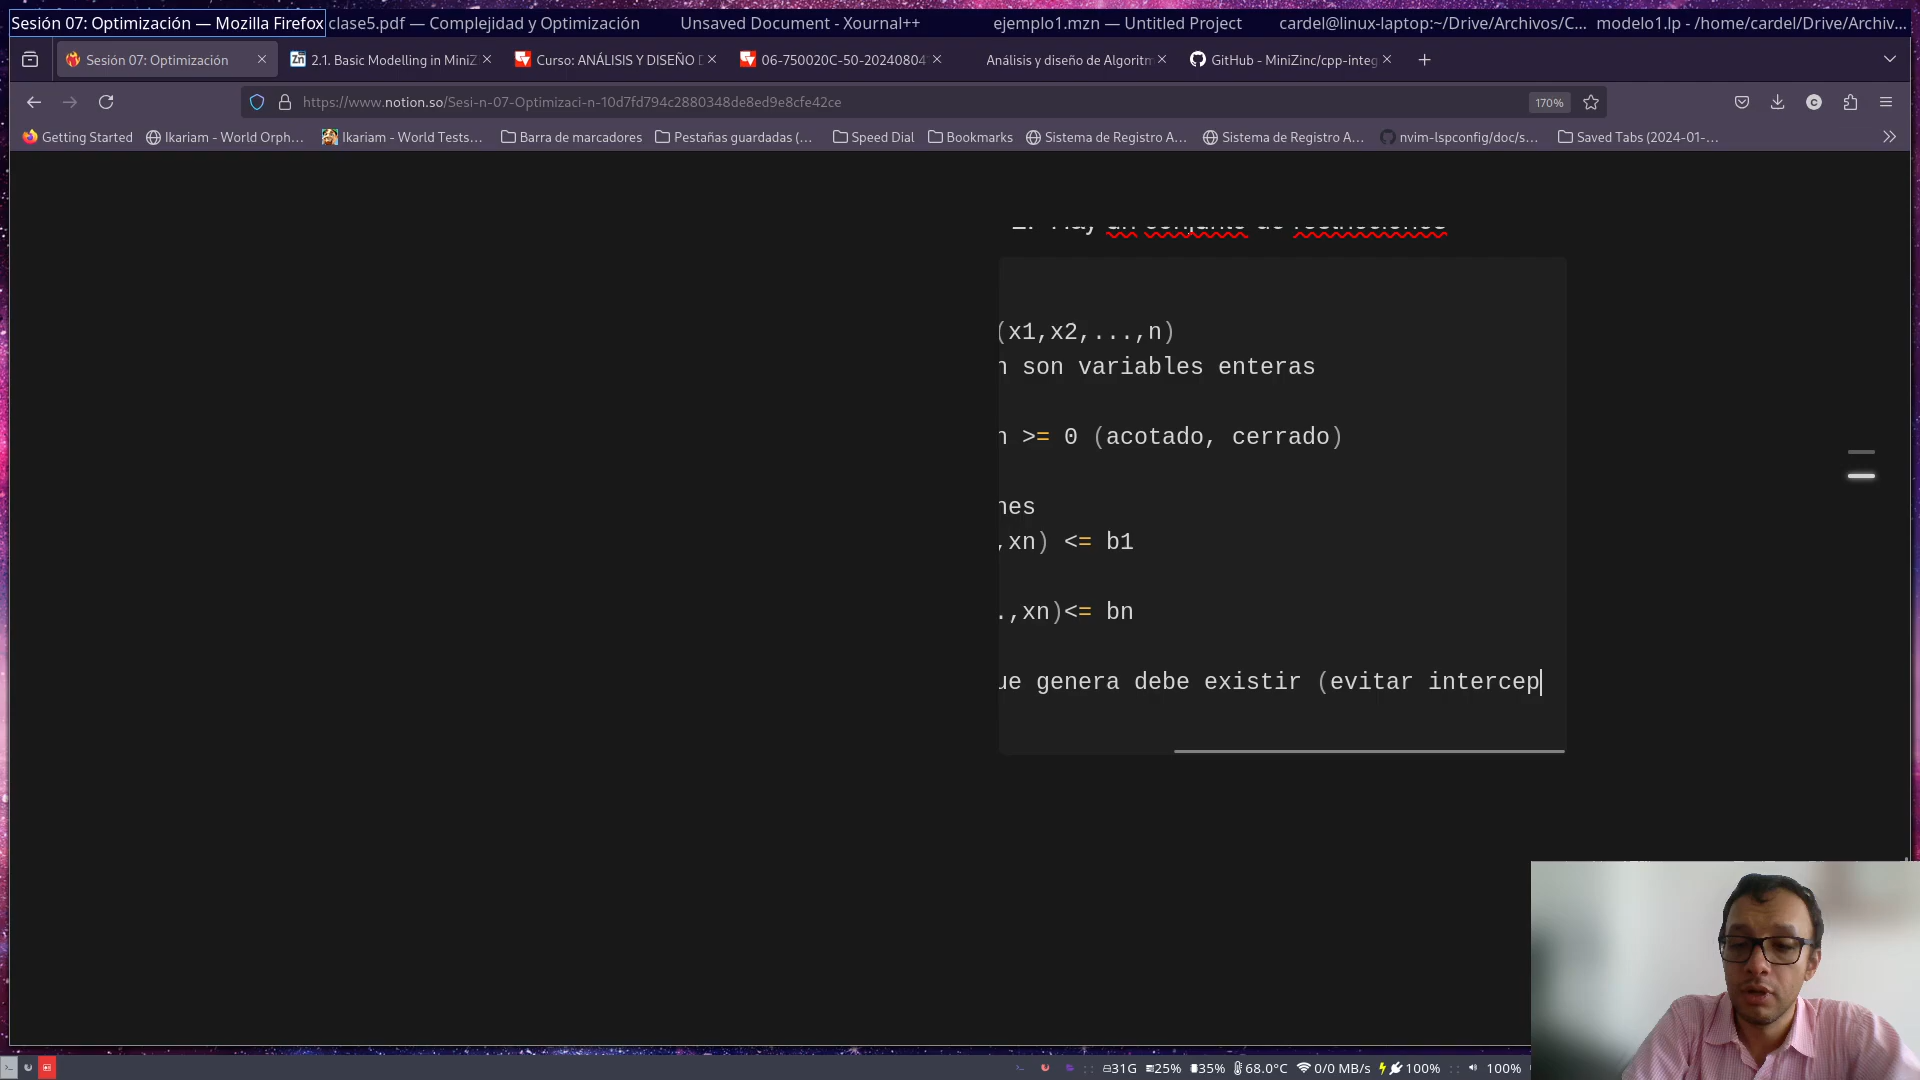 Sesión 07: Optimización — Mozilla Firefox
clase5.pdf — Complejidad y Optimización
Unsaved Document - Xournal++
ejemplo1.mzn — Untitled Project
cardel@linux-laptop:~/Drive/Archivos/C...
modelo1.lp - /home/cardel/Drive/Archiv...
Sesión 07: Optimización
2.1. Basic Modelling in MiniZ
Curso: ANÁLISIS Y DISEÑO
06-750020C-50-20240804
Análisis y diseño de Algoritm
GitHub - MiniZinc/cpp-integ
https://www.notion.so/Sesi-n-07-Optimizaci-n-10d7fd794c2880348de8ed9e8cfe42ce
170%
Getting Started
Ikariam - World Orph...
Ikariam - World Tests...
Barra de marcadores
Pestañas guardadas (...
Speed Dial
Bookmarks
Sistema de Registro A...
Sistema de Registro A...
nvim-lspconfig/doc/s...
Saved Tabs (2024-01-...
Hay un conjunto de restricciones
(x1,x2,...,n)
n son variables enteras
n >= 0 (acotado, cerrado)
nes
,xn) <= b1
.,xn)<= bn
ue genera debe existir (evitar intercep
31G
25%
35%
68.0°C
0/0 MB/s
100%
100%